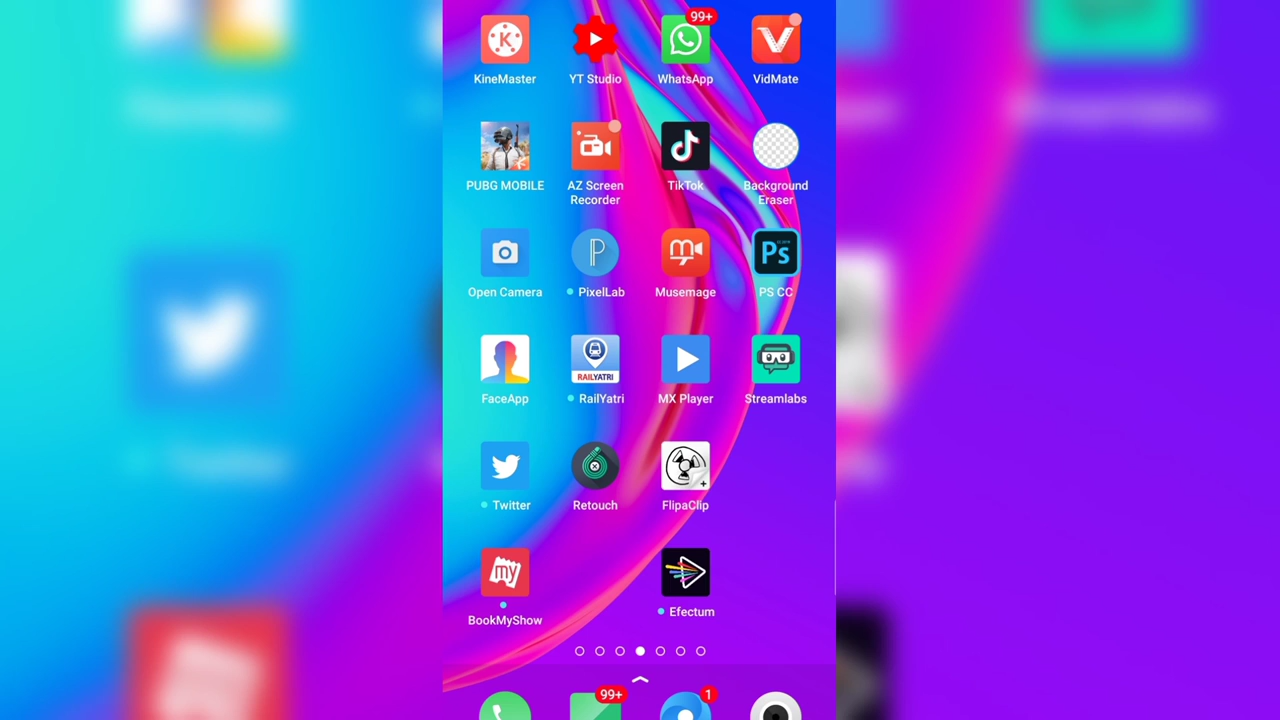 99+
KineMaster YT Studio WhatsApp VidMate
PUBG MOBILE AZ Screen Recorder TikTok Background Eraser
Ps
Open Camera PixelLab Musemage PS CC
RAILYATRI
FaceApp RailYatri MX Player Streamlabs
Twitter Retouch FlipaClip
my
BookMyShow Efectum
99+ 1